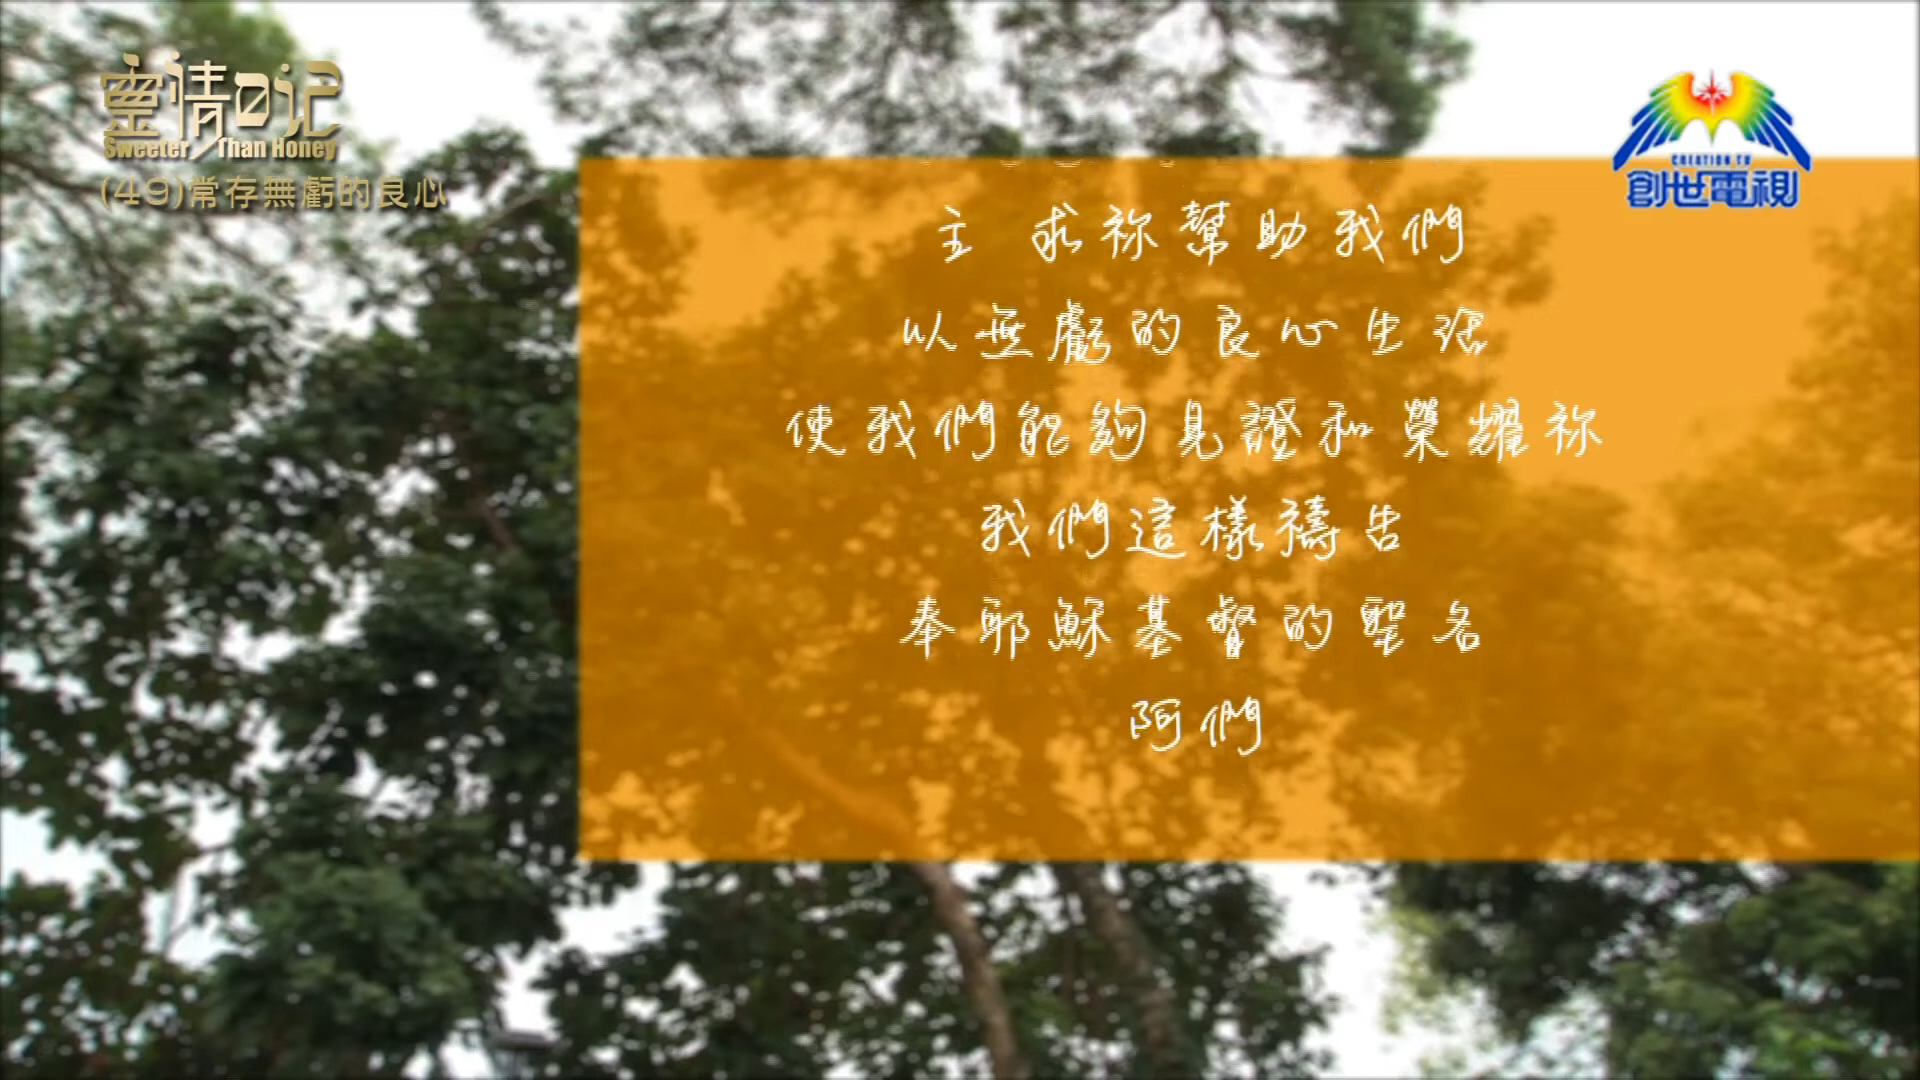 靈情日记
Sweeter Than Honey
(49)常存無虧的良心
CREATION TV
創世電視
主 求祢幫助我們
以無虧的良心生活
使我們能夠見證和榮耀祢
我們這樣禱告
奉耶穌基督的聖名
阿們